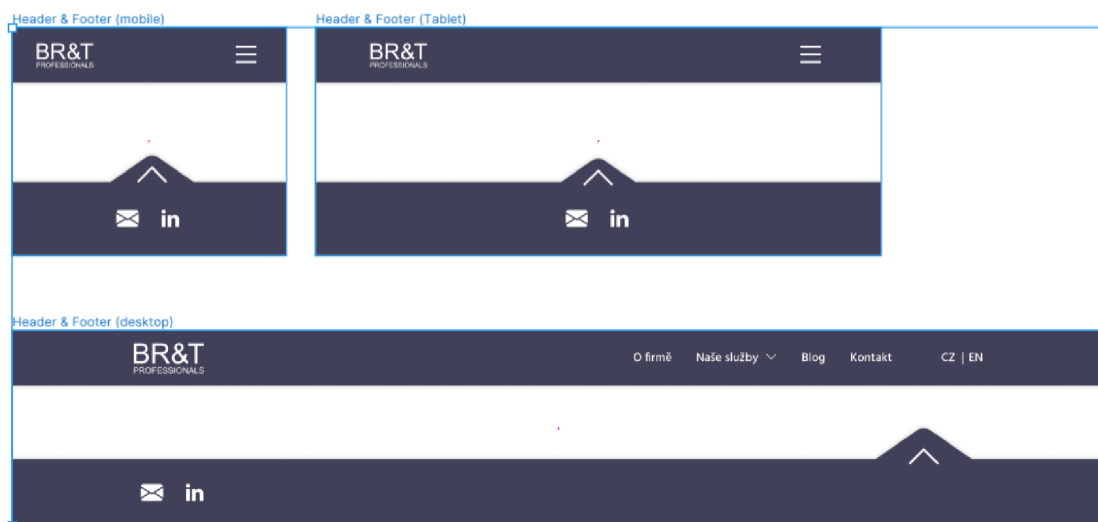 Header & Footer (mobile)
Header & Footer (Tablet)
BR&T
PROFESSIONALS
BR&T
PROFESSIONALS
in
in
Header & Footer (desktop)
BR&T
PROFESSIONALS
O firmě Naše služby Blog Kontakt CZ | EN
in